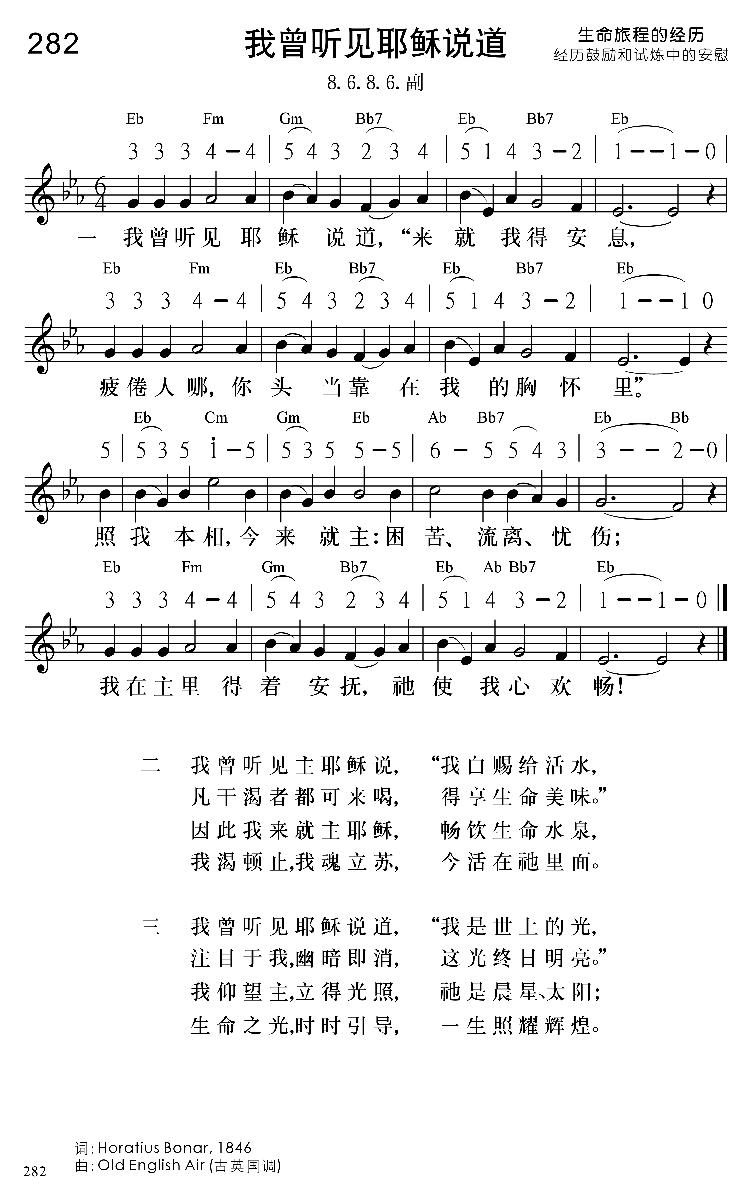 282
我曾听见耶稣说道
生命旅程的经历
经历鼓励和试炼中的安慰
8. 6. 8. 6. 副
Eb Fm Gm Bb7 Eb Bb7 Eb
3 3 3 4 – 4 | 5 4 3 2 3 4 | 5 1 4 3 – 2 | 1 – – 1 – 0
6 4
一 我曾听见 耶 稣 说 道, “来 就 我得 安 息,
Eb Fm Eb Bb7 Eb Bb7 Eb
3 3 3 4 – 4 | 5 4 3 2 3 4 | 5 1 4 3 – 2 | 1 – – 1 0
疲倦人哪, 你 头 当靠 在 我 的胸 怀 里”。
Eb Cm Gm Eb Ab Bb7 Eb Bb
5 | 5 3 5 i – 5 | 5 3 5 5 – 5 | 6 – 5 5 4 3 | 3 – – 2 – 0
照 我 本相, 今 来 就 主: 困 苦、 流 离、 忧 伤;
Eb Fm Gm Bb7 Eb Ab Bb7 Eb
3 3 3 4 – 4 | 5 4 3 2 3 4 | 5 1 4 3 – 2 | 1 – – 1 – 0
我在主里 得 着 安 抚, 祂 使 我心 欢 畅!
二 我曾听见主耶稣说, “我白赐给活水,
凡干渴者都可来喝, 得享生命美味。”
因此我来就主耶稣, 畅饮生命水泉,
我渴顿止,我魂立苏, 今活在祂里面。
三 我曾听见耶稣说道, “我是世上的光,
注目于我,幽暗即消, 这光终日明亮。”
我仰望主,立得光照, 祂是晨星、太阳;
生命之光,时时引导, 一生照耀辉煌。
词: Horatius Bonar, 1846
曲: Old English Air (古英国调)
282